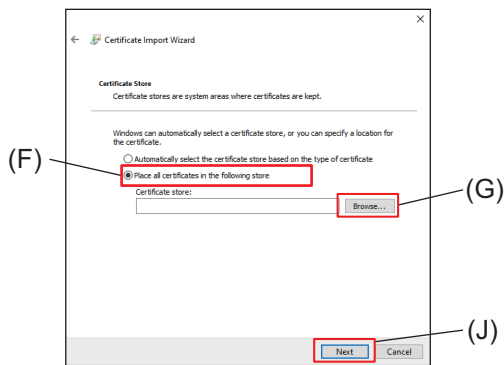 Certificate Import Wizard
Certificate Store
Certificate stores are system areas where certificates are kept.
Windows can automatically select a certificate store, or you can specify a location for
the certificate.
Automatically select the certificate store based on the type of certificate
(F)
Place all certificates in the following store
Certificate store:
Browse...
(G)
(J)
Next
Cancel